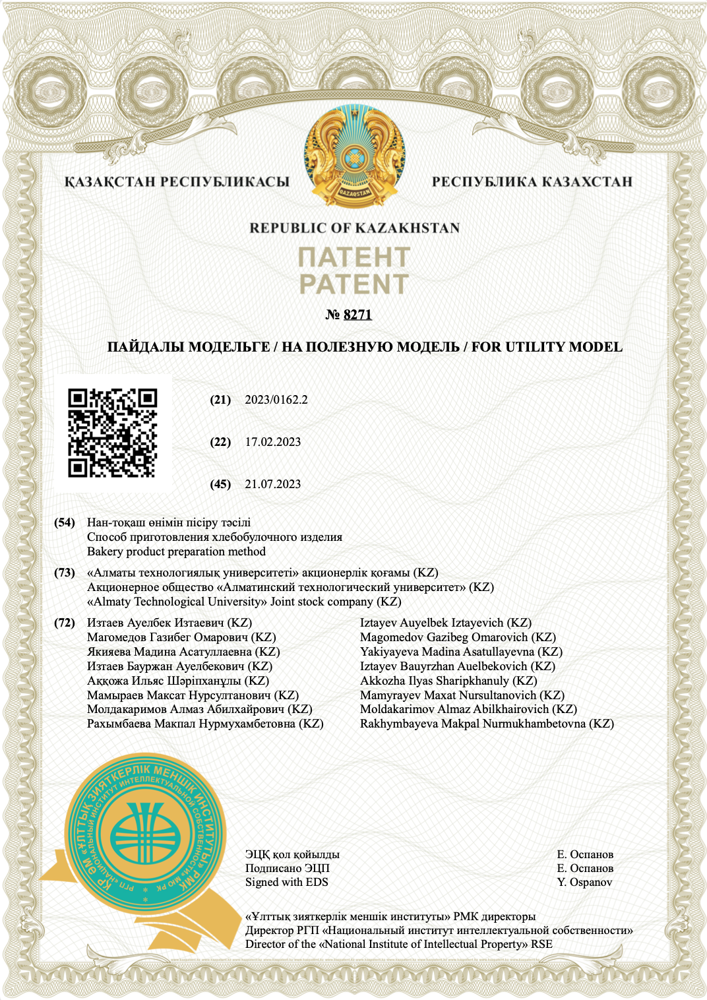 ҚАЗАҚСТАН РЕСПУБЛИКАСЫ
РЕСПУБЛИКА КАЗАХСТАН
QAZAQSTAN
REPUBLIC OF KAZAKHSTAN
ПАТЕНТ
PATENT
№ 8271
ПАЙДАЛЫ МОДЕЛЬГЕ / НА ПОЛЕЗНУЮ МОДЕЛЬ / FOR UTILITY MODEL
(21) 2023/0162.2
(22) 17.02.2023
(45) 21.07.2023
(54) Нан-тоқаш өнімін пісіру тәсілі
Способ приготовления хлебобулочного изделия
Bakery product preparation method
(73) «Алматы технологиялық университеті» акционерлік қоғамы (KZ)
Акционерное общество «Алматинский технологический университет» (KZ)
«Almaty Technological University» Joint stock company (KZ)
(72) Изтаев Ауелбек Изтаевич (KZ) Iztayev Auyelbek Iztayevich (KZ)
Магомедов Газибег Омарович (KZ) Magomedov Gazibeg Omarovich (KZ)
Якияева Мадина Асатуллаевна (KZ) Yakiyayeva Madina Asatullayevna (KZ)
Изтаев Бауржан Ауелбекович (KZ) Iztayev Bauyrzhan Auelbekovich (KZ)
Аққожа Ильяс Шәріпханұлы (KZ) Akkozha Ilyas Sharipkhanuly (KZ)
Мамыраев Максат Нурсултанович (KZ) Mamyrayev Maxat Nursultanovich (KZ)
Молдакаримов Алмаз Абилхайрович (KZ) Moldakarimov Almaz Abilkhairovich (KZ)
Рахымбаева Макпал Нурмухамбетовна (KZ) Rakhymbayeva Makpal Nurmukhambetovna (KZ)
ҚР ӘМ «ҰЛТТЫҚ ЗИЯТКЕРЛІК МЕНШІК ИНСТИТУТЫ» РМК
РГП «НАЦИОНАЛЬНЫЙ ИНСТИТУТ ИНТЕЛЛЕКТУАЛЬНОЙ СОБСТВЕННОСТИ» МЮ РК
ЭЦҚ қол қойылды Е. Оспанов
Подписано ЭЦП Е. Оспанов
Signed with EDS Y. Ospanov
«Ұлттық зияткерлік меншік институты» РМК директоры
Директор РГП «Национальный институт интеллектуальной собственности»
Director of the «National Institute of Intellectual Property» RSE